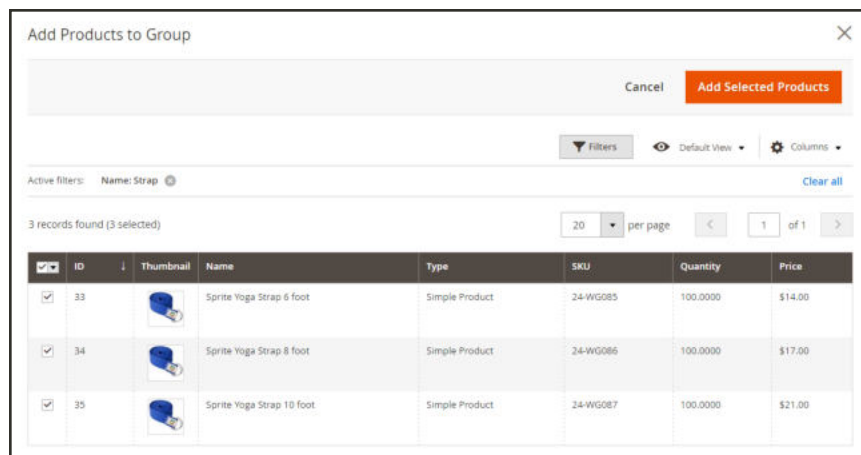 Add Products to Group
Cancel Add Selected Products
Filters Default View Columns
Active filters: Name: Strap Clear all
3 records found (3 selected) 20 per page 1 of 1
ID Thumbnail Name Type SKU Quantity Price
33 Sprite Yoga Strap 6 foot Simple Product 24-WG085 100.0000 $14.00
34 Sprite Yoga Strap 8 foot Simple Product 24-WG086 100.0000 $17.00
35 Sprite Yoga Strap 10 foot Simple Product 24-WG087 100.0000 $21.00